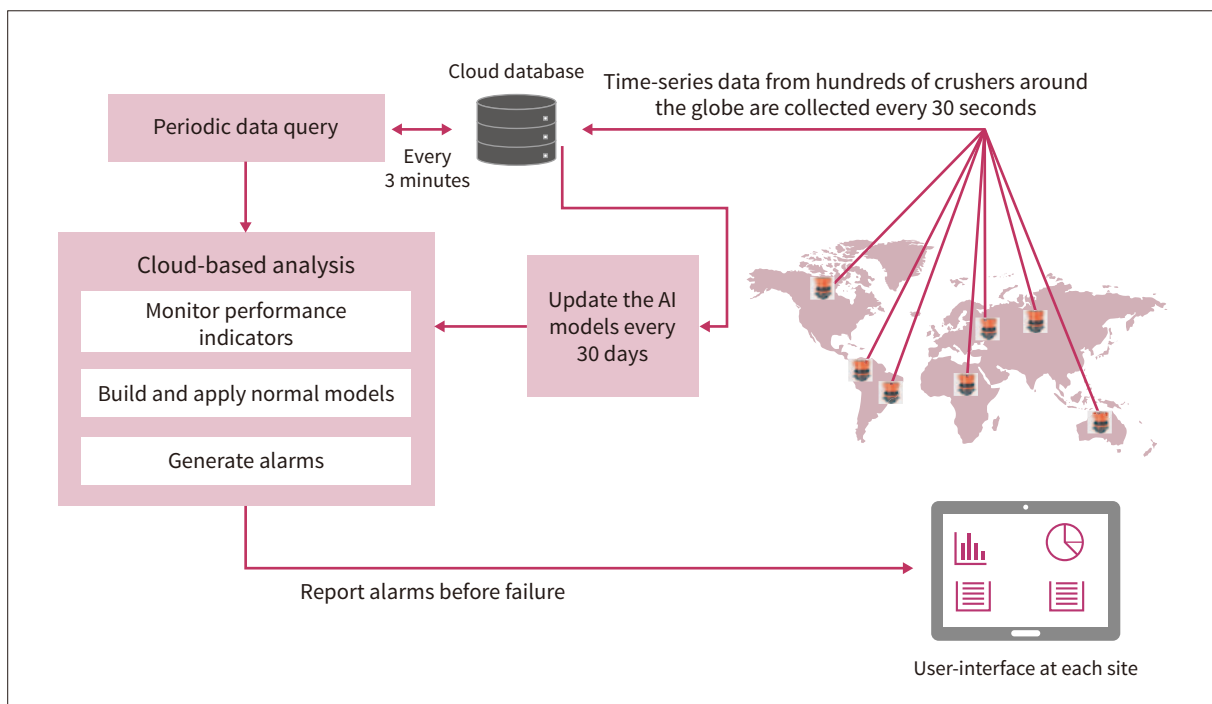 Cloud database
Time-series data from hundreds of crushers around
the globe are collected every 30 seconds
Periodic data query
Every
3 minutes
Cloud-based analysis
Monitor performance
indicators
Build and apply normal models
Generate alarms
Update the AI
models every
30 days
Report alarms before failure
User-interface at each site